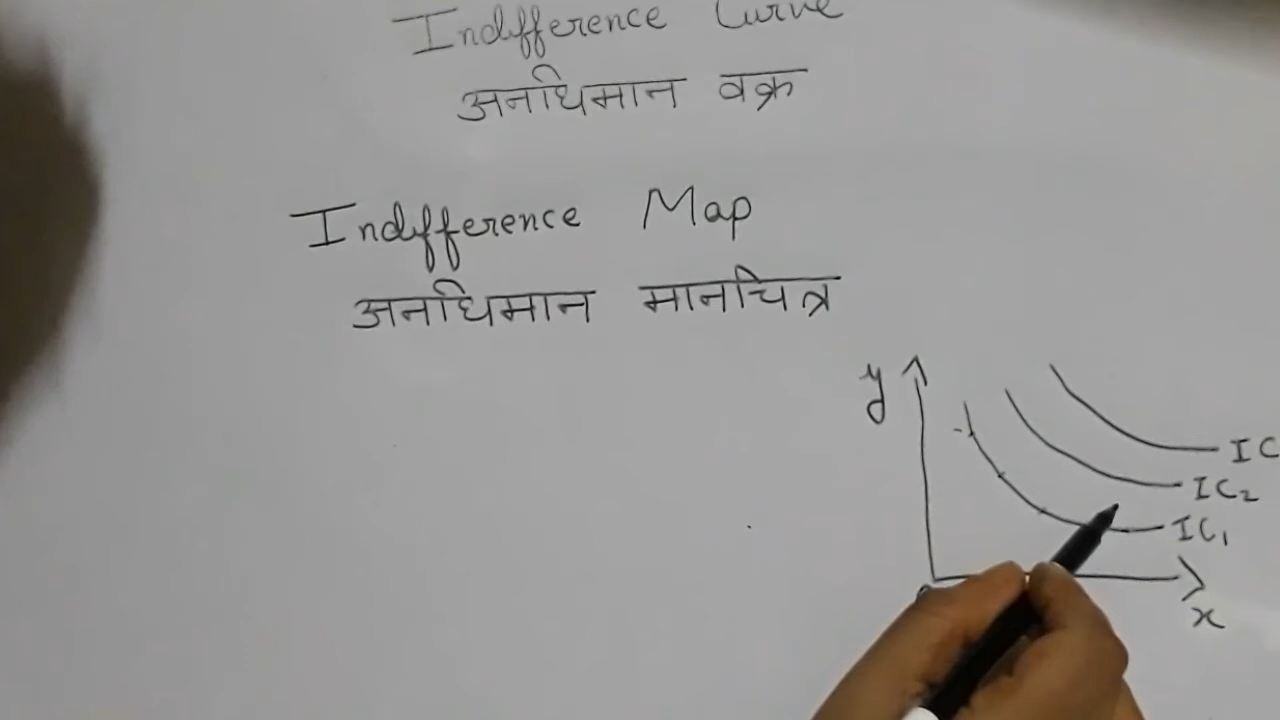 Indifference Curve
अनधिमान वक्र
Indifference Map
अनधिमान मानचित्र
y
IC
IC₂
IC₁
x